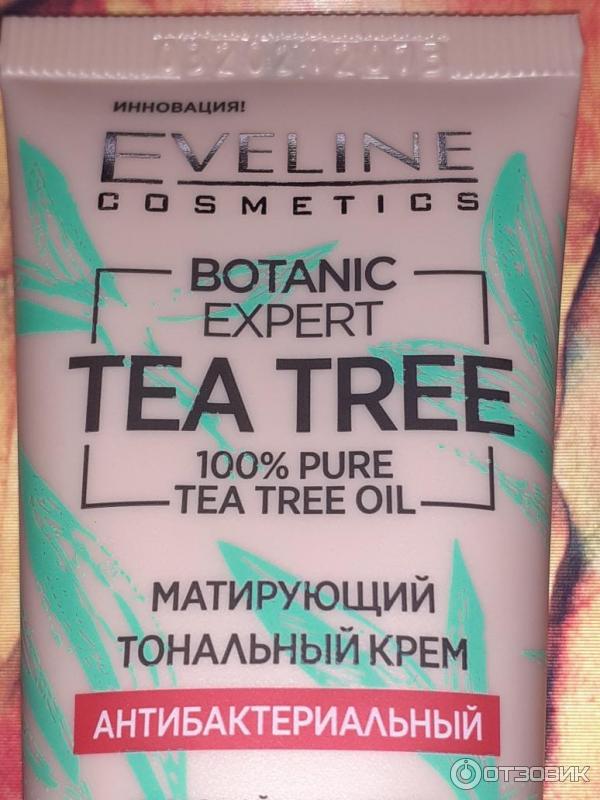 ИННОВАЦИЯ!
EVELINE
COSMETICS
BOTANIC
EXPERT
TEA TREE
100% PURE
TEA TREE OIL
МАТИРУЮЩИЙ
ТОНАЛЬНЫЙ КРЕМ
АНТИБАКТЕРИАЛЬНЫЙ
ОТЗОВИК